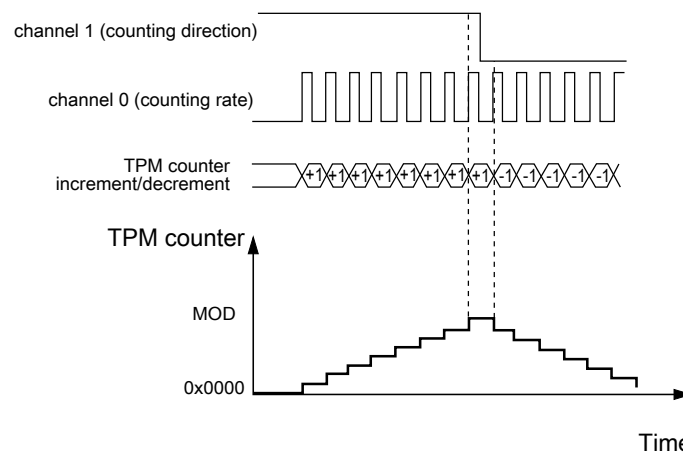 channel 1 (counting direction)
channel 0 (counting rate)
TPM counter
increment/decrement
+1 +1 +1 +1 +1 +1 +1 +1 -1 -1 -1 -1 -1
TPM counter
MOD
0x0000
Time